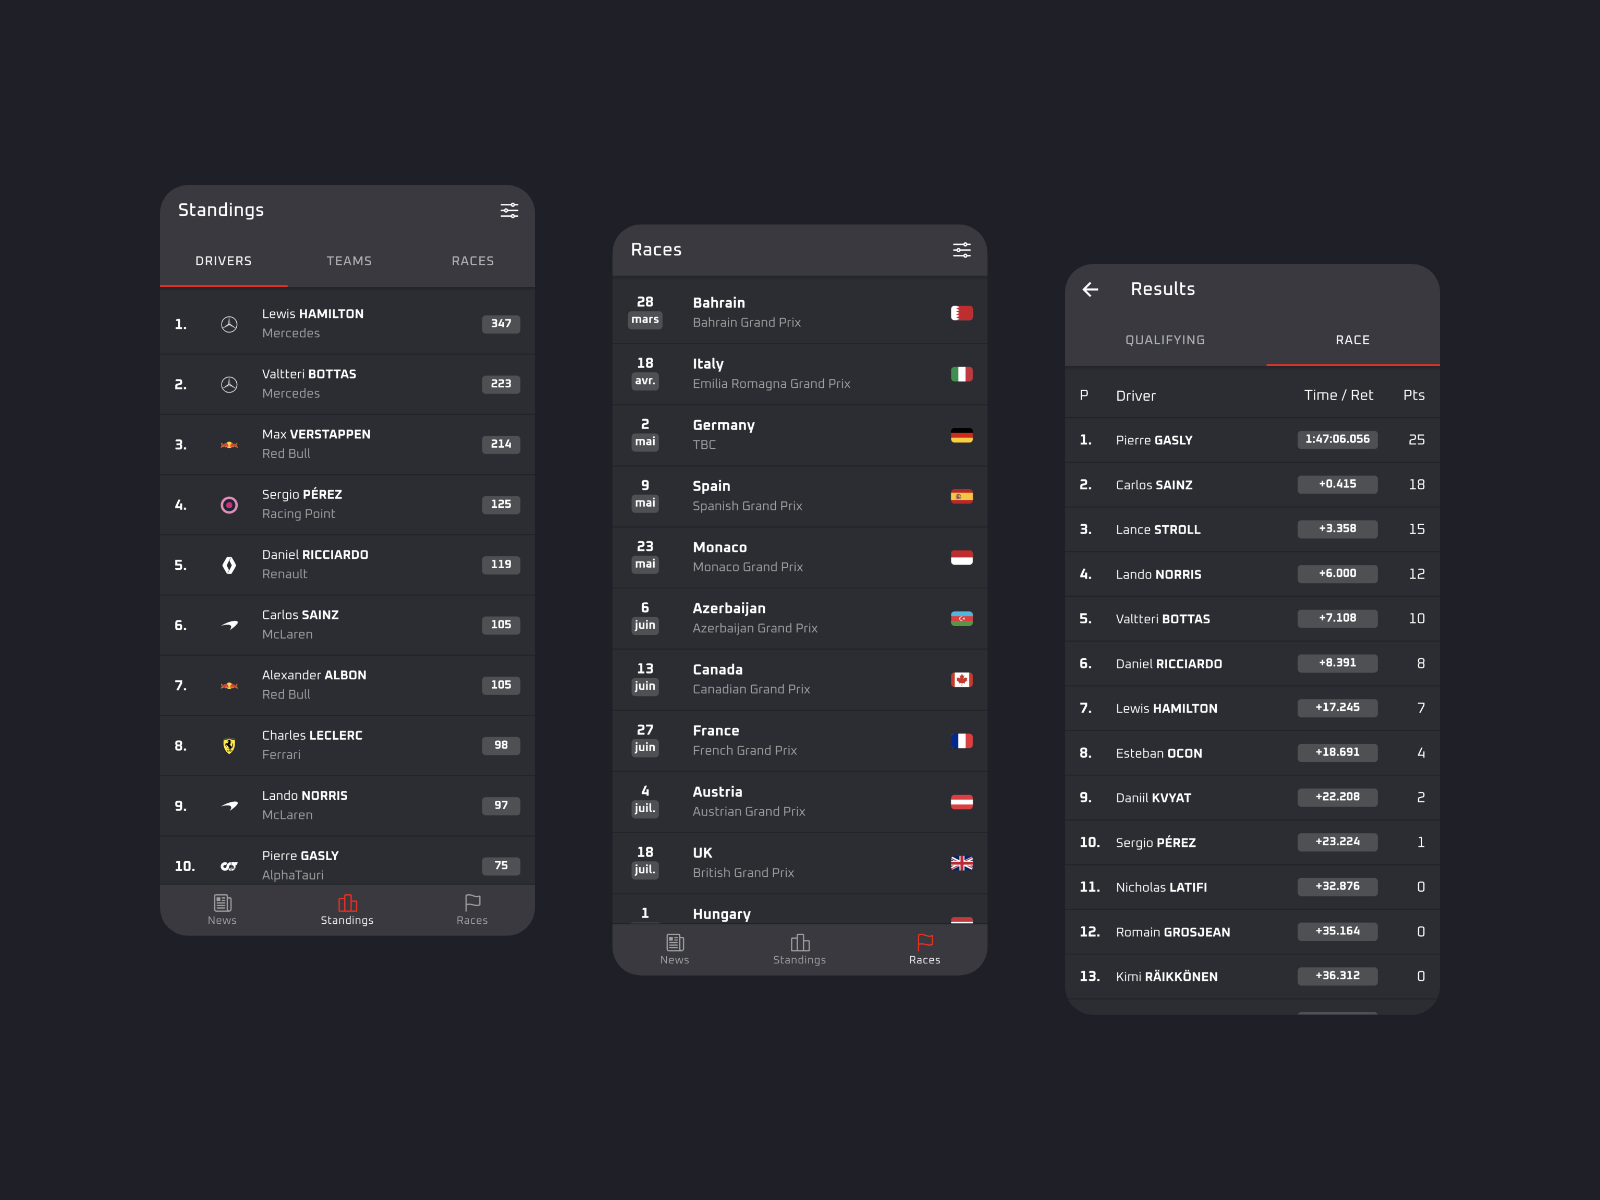 Standings
DRIVERS TEAMS RACES
1. Lewis HAMILTON 347
Mercedes
2. Valtteri BOTTAS 223
Mercedes
3. Max VERSTAPPEN 214
Red Bull
4. Sergio PÉREZ 125
Racing Point
5. Daniel RICCIARDO 119
Renault
6. Carlos SAINZ 105
McLaren
7. Alexander ALBON 105
Red Bull
8. Charles LECLERC 98
Ferrari
9. Lando NORRIS 97
McLaren
10. Pierre GASLY 75
AlphaTauri
News Standings Races
Races
28 Bahrain
mars Bahrain Grand Prix
18 Italy
avr. Emilia Romagna Grand Prix
2 Germany
mai TBC
9 Spain
mai Spanish Grand Prix
23 Monaco
mai Monaco Grand Prix
6 Azerbaijan
juin Azerbaijan Grand Prix
13 Canada
juin Canadian Grand Prix
27 France
juin French Grand Prix
4 Austria
juil. Austrian Grand Prix
18 UK
juil. British Grand Prix
1 Hungary
News Standings Races
Results
QUALIFYING RACE
P Driver Time / Ret Pts
1. Pierre GASLY 1:47:06.056 25
2. Carlos SAINZ +0.415 18
3. Lance STROLL +3.358 15
4. Lando NORRIS +6.000 12
5. Valtteri BOTTAS +7.108 10
6. Daniel RICCIARDO +8.391 8
7. Lewis HAMILTON +17.245 7
8. Esteban OCON +18.691 4
9. Daniil KVYAT +22.208 2
10. Sergio PÉREZ +23.224 1
11. Nicholas LATIFI +32.876 0
12. Romain GROSJEAN +35.164 0
13. Kimi RÄIKKÖNEN +36.312 0